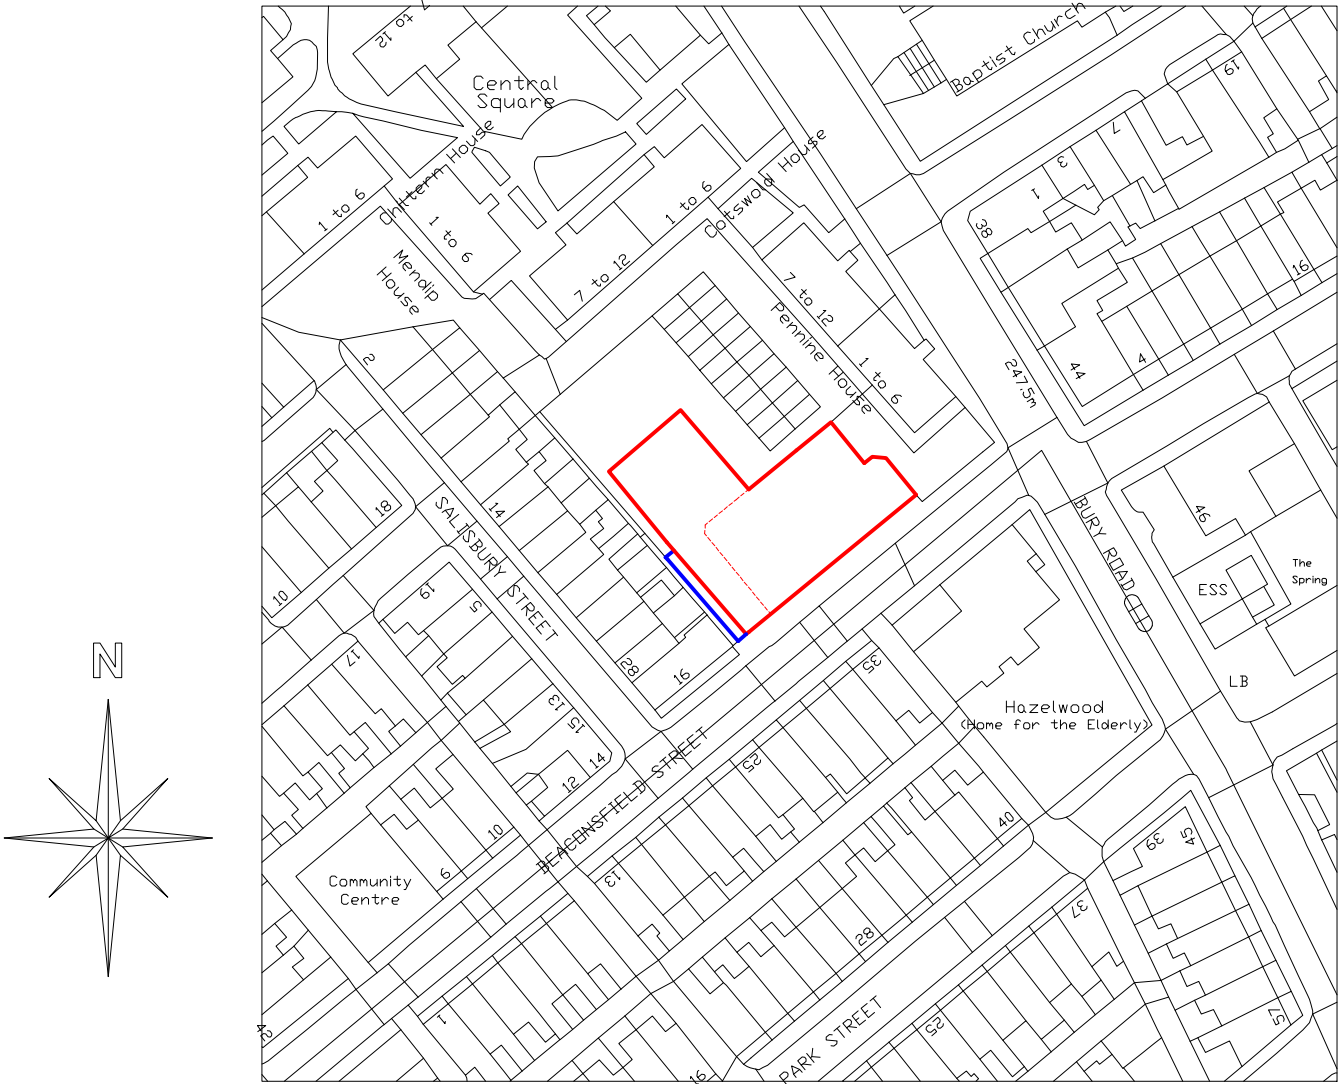 7 to 12
Baptist Church
19
Central
Square
7
3
1
38
Chiltern House
1 to 6
1 to 6
Mendip
House
Cotswold House
1 to 6
7 to 12
7 to 12
Pennine House
1 to 6
16
4
44
247.5m
2
14
SALISBURY STREET
18
10
19
5
17
28
16
13
15
14
12
10
6
Community
Centre
BEACONSFIELD STREET
35
25
13
1
42
BURY ROAD
46
ESS
The
Spring
LB
Hazelwood
(Home for the Elderly)
40
28
39
45
37
25
57
PARK STREET
16
N